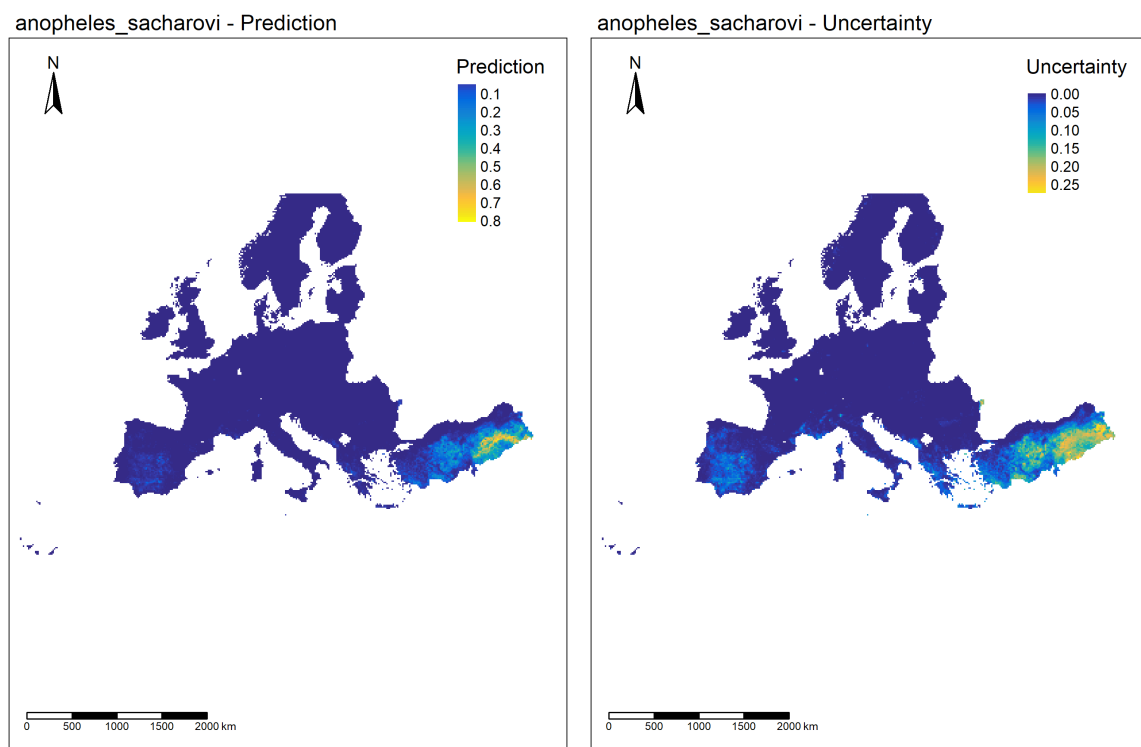 anopheles_sacharovi - Prediction
N
Prediction
0.1
0.2
0.3
0.4
0.5
0.6
0.7
0.8
0 500 1000 1500 2000 km
anopheles_sacharovi - Uncertainty
N
Uncertainty
0.00
0.05
0.10
0.15
0.20
0.25
0 500 1000 1500 2000 km